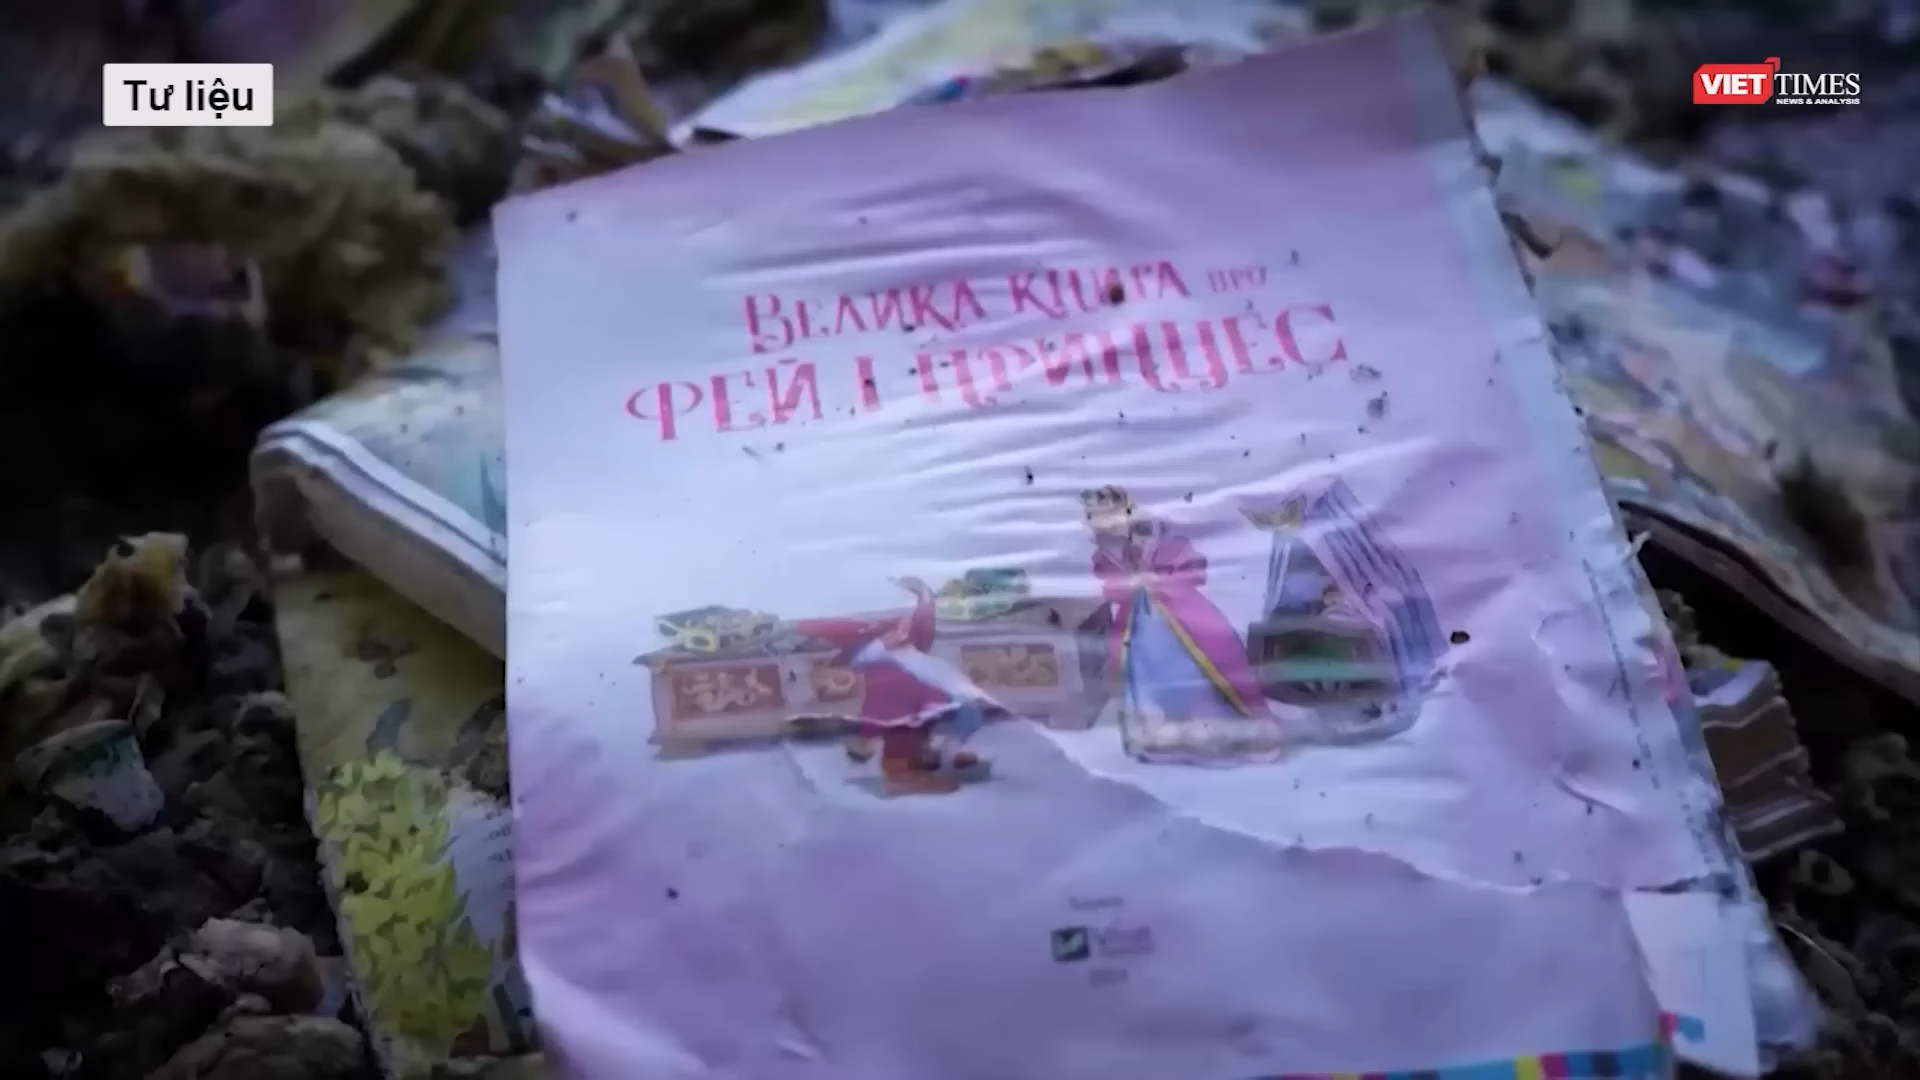 Tư liệu
VIETTIMES
NEWS & ANALYSIS
ВЕЛИКА КНИГА ПРО
ФЕЙ І ПРИНЦЕС